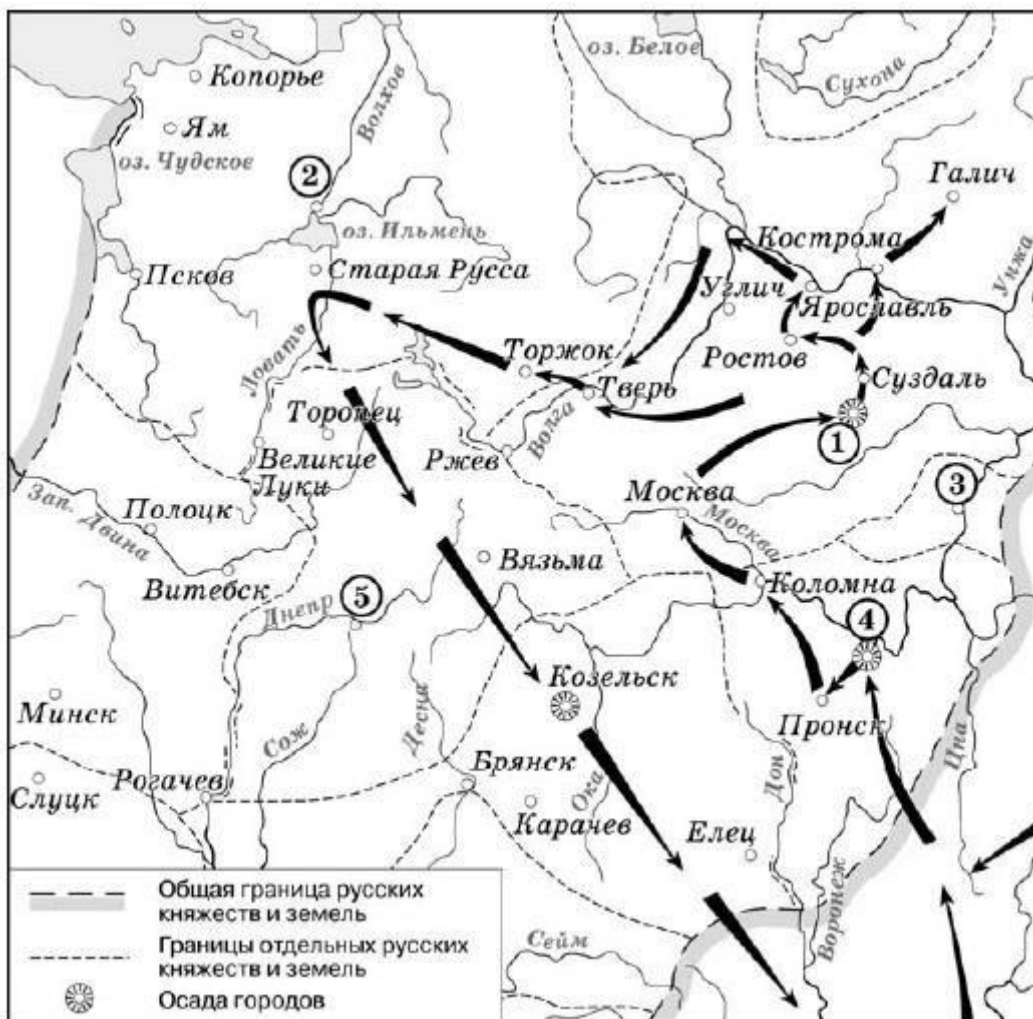 оз. Белое
Сухона
Копорье
Волхов
Ям
оз. Чудское
2
Галич
оз. Ильмень
Кострома
Псков
Старая Русса
Углич
Ярославль
Унжа
Ловать
Торжок
Ростов
Тверь
Суздаль
Торопец
Волга
1
Великие
Луки
Ржев
3
Москва
Зап. Двина
Полоцк
Москва
Вязьма
Витебск
Коломна
Днепр
5
4
Козельск
Минск
Пронск
Цна
Сож
Десна
Брянск
Дон
Рогачев
Слуцк
Ока
Карачев
Елец
Воронеж
Сейм
Общая граница русских
княжеств и земель
Границы отдельных русских
княжеств и земель
Осада городов